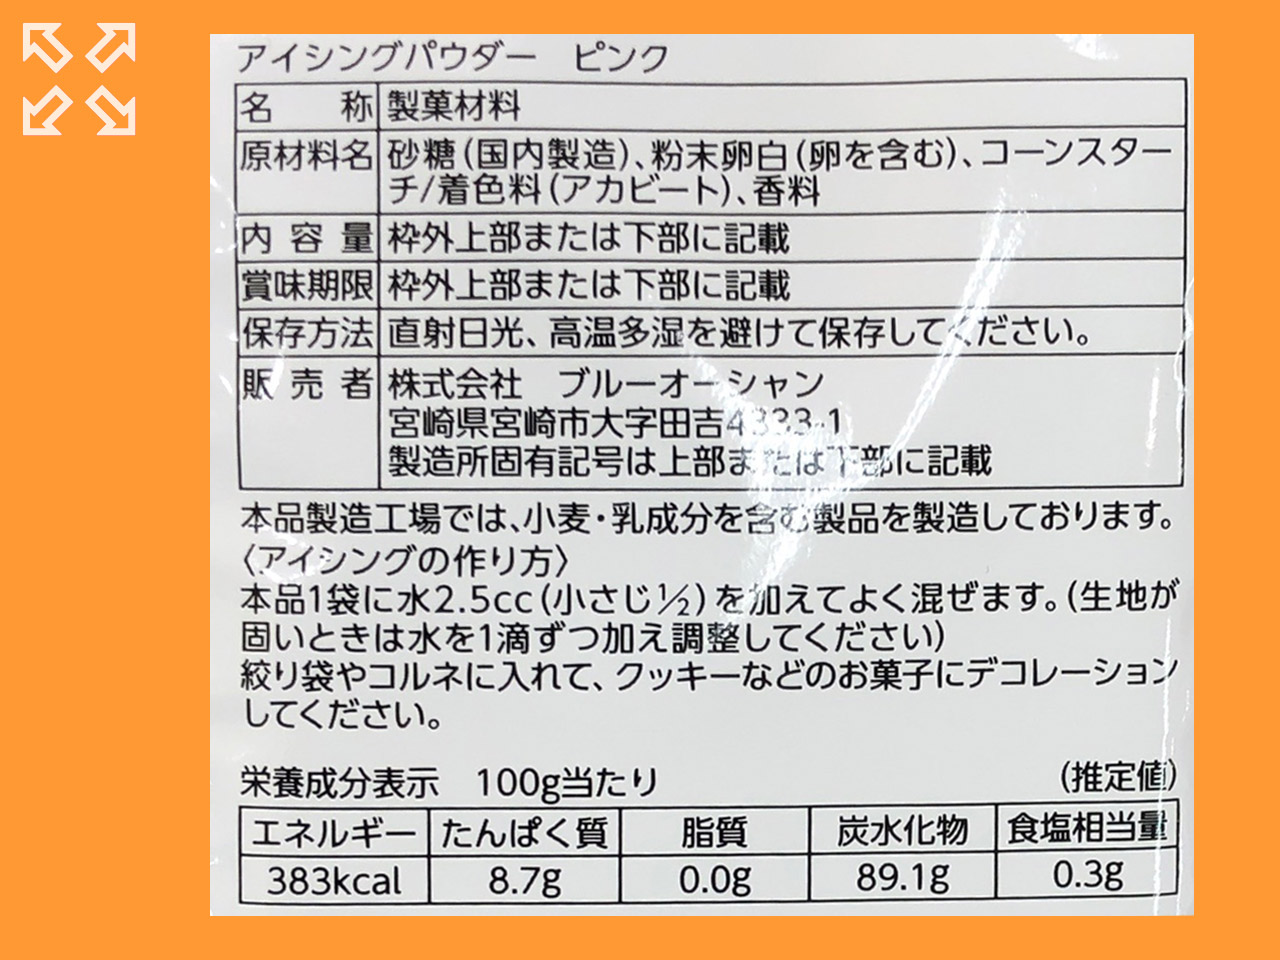 アイシングパウダー　ピンク
名　称 製菓材料
原材料名 砂糖(国内製造)、粉末卵白(卵を含む)、コーンスター
チ/着色料(アカビート)、香料
内容量 枠外上部または下部に記載
賞味期限 枠外上部または下部に記載
保存方法 直射日光、高温多湿を避けて保存してください。
販売者 株式会社　ブルーオーシャン
宮崎県宮崎市大字田吉4333-1
製造所固有記号は上部または下部に記載
本品製造工場では、小麦・乳成分を含む製品を製造しております。
〈アイシングの作り方〉
本品1袋に水2.5cc(小さじ½)を加えてよく混ぜます。(生地が
固いときは水を1滴ずつ加え調整してください)
絞り袋やコルネに入れて、クッキーなどのお菓子にデコレーション
してください。
栄養成分表示　100g当たり　(推定値)
エネルギー たんぱく質 脂質 炭水化物 食塩相当量
383kcal 8.7g 0.0g 89.1g 0.3g